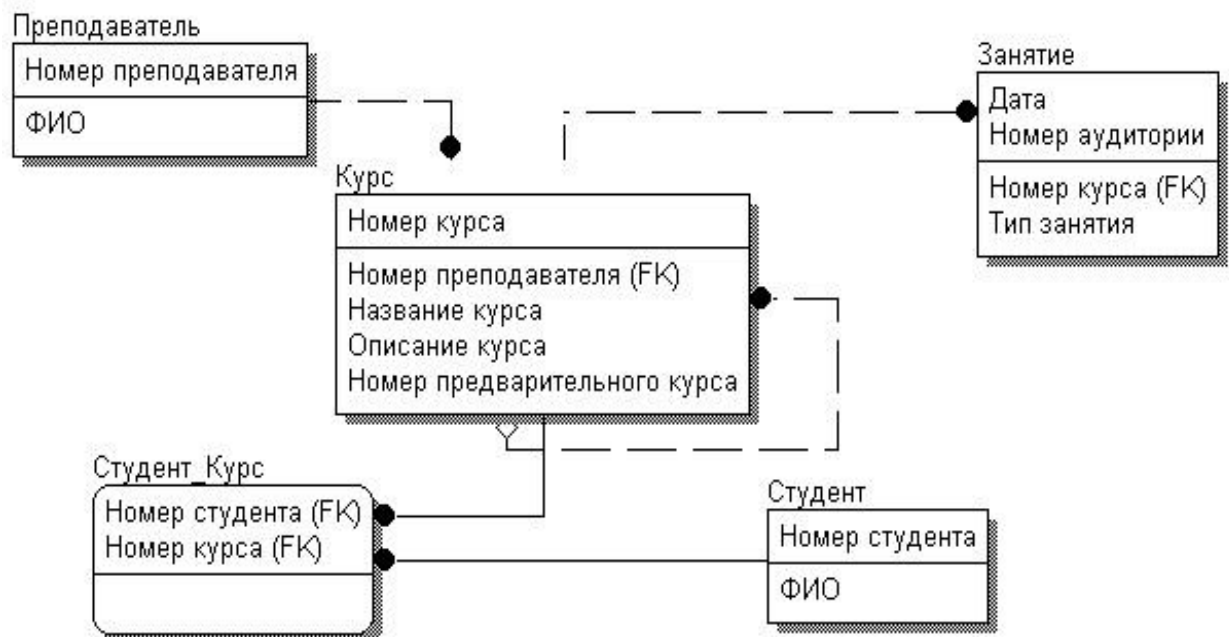 Преподаватель
Номер преподавателя
ФИО
Занятие
Дата
Номер аудитории
Номер курса (FK)
Тип занятия
Курс
Номер курса
Номер преподавателя (FK)
Название курса
Описание курса
Номер предварительного курса
Студент_Курс
Номер студента (FK)
Номер курса (FK)
Студент
Номер студента
ФИО